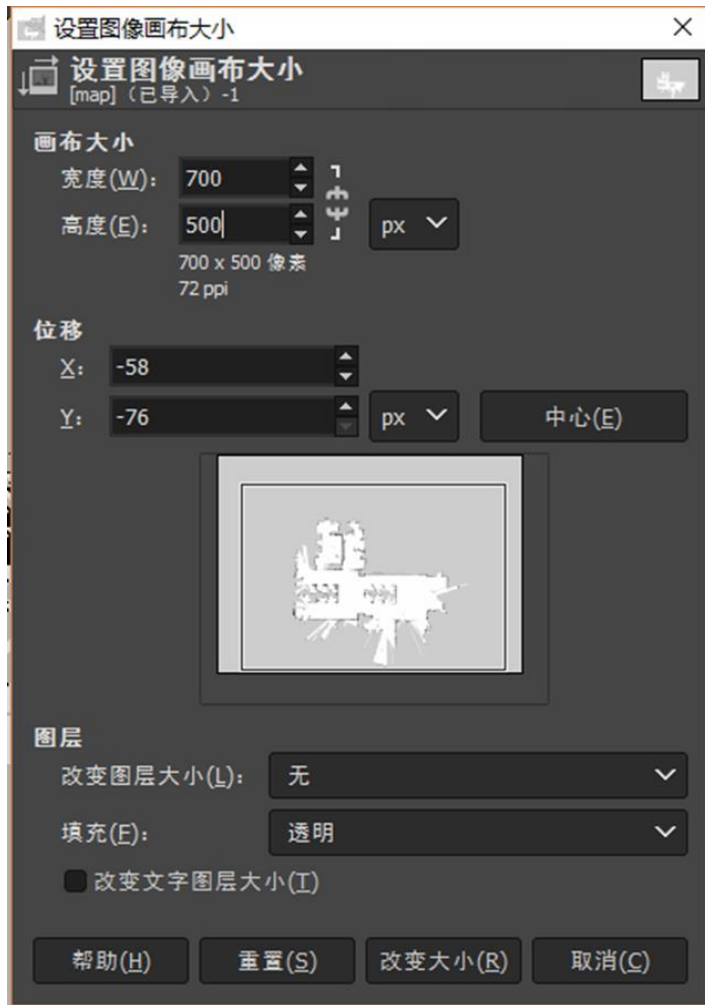 设置图像画布大小
设置图像画布大小
[map]（已导入）-1
画布大小
宽度(W)： 700
高度(E)： 500 px
700 x 500 像素
72 ppi
位移
X： -58
Y： -76 px 中心(E)
图层
改变图层大小(L)： 无
填充(F)： 透明
改变文字图层大小(T)
帮助(H) 重置(S) 改变大小(R) 取消(C)